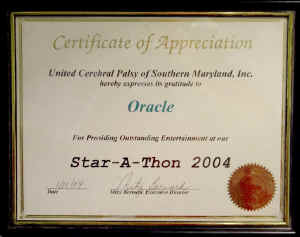 Certificate of Appreciation
United Cerebral Palsy of Southern Maryland, Inc.
hereby expresses its gratitude to
Oracle
For Providing Outstanding Entertainment at our
Star-A-Thon 2004
Date
Executive Director